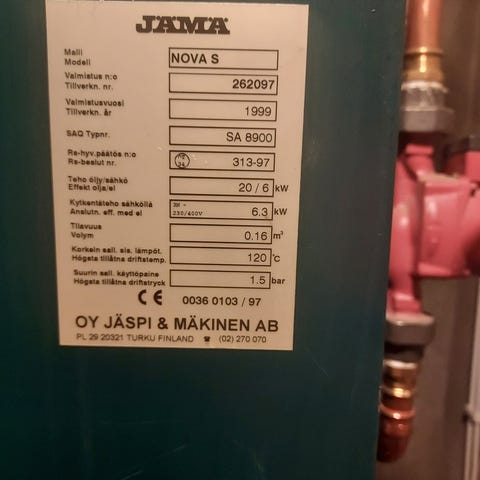 JÄMÄ
Malli
Modell
NOVA S
Valmistus n:o
Tillverkn. nr.
262097
Valmistusvuosi
Tillverkn. år
1999
SAQ Typnr.
SA 8900
Rs-hyv.päätös n:o
Rs-beslut nr.
313-97
Teho öljy/sähkö
Effekt olja/el
20 / 6 kW
Kytkentäteho sähköllä
Anslutn. eff. med el
3N ~
230/400V
6.3 kW
Tilavuus
Volym
0.16 m³
Korkein sall. sis. lämpöt.
Högsta tillåtna driftstemp.
120 °C
Suurin sall. käyttöpaine
Högsta tillåtna driftstryck
1.5 bar
CE 0036 0103 / 97
OY JÄSPI & MÄKINEN AB
PL 29 20321 TURKU FINLAND ☎ (02) 270 070